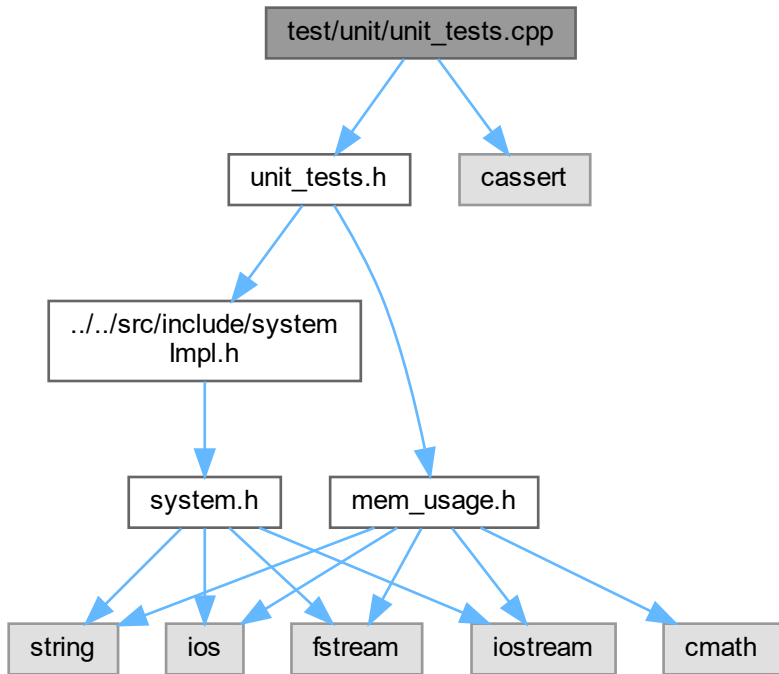 test/unit/unit_tests.cpp
unit_tests.h
cassert
../../src/include/system
Impl.h
system.h
mem_usage.h
string
ios
fstream
iostream
cmath